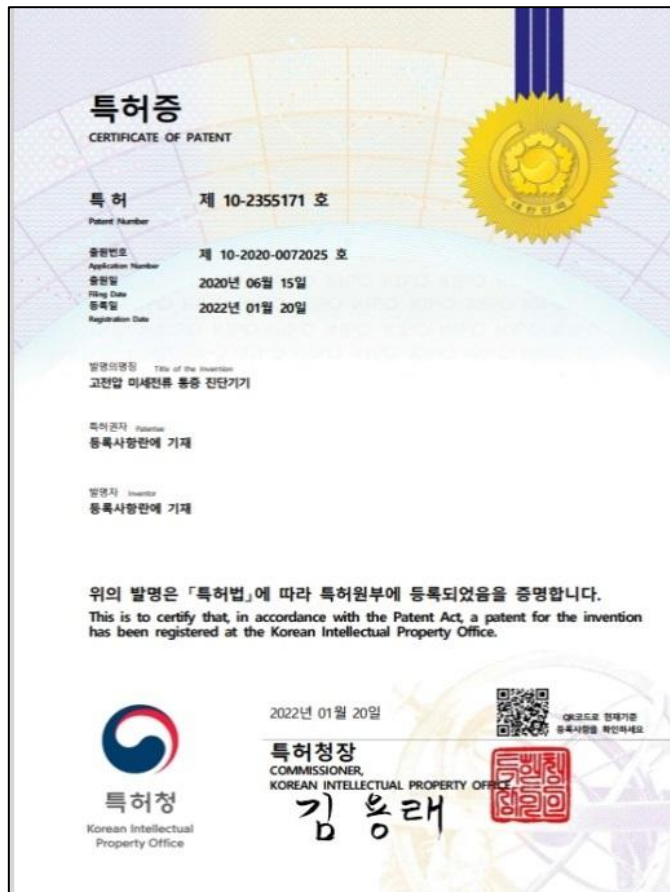 특허증
CERTIFICATE OF PATENT
특 허 제 10-2355171 호
Patent Number
출원번호 제 10-2020-0072025 호
Application Number
출원일 2020년 06월 15일
Filing Date
등록일 2022년 01월 20일
Registration Date
발명의명칭 Title of the Invention
고전압 미세전류 통증 진단기기
특허권자 Patentee
등록사항란에 기재
발명자 Inventor
등록사항란에 기재
위의 발명은 「특허법」에 따라 특허원부에 등록되었음을 증명합니다.
This is to certify that, in accordance with the Patent Act, a patent for the invention
has been registered at the Korean Intellectual Property Office.
2022년 01월 20일
QR코드로 현재기준
등록사항을 확인하세요
특허청장
COMMISSIONER,
KOREAN INTELLECTUAL PROPERTY OFFICE
김용래
특허청
Korean Intellectual
Property Office
대한민국